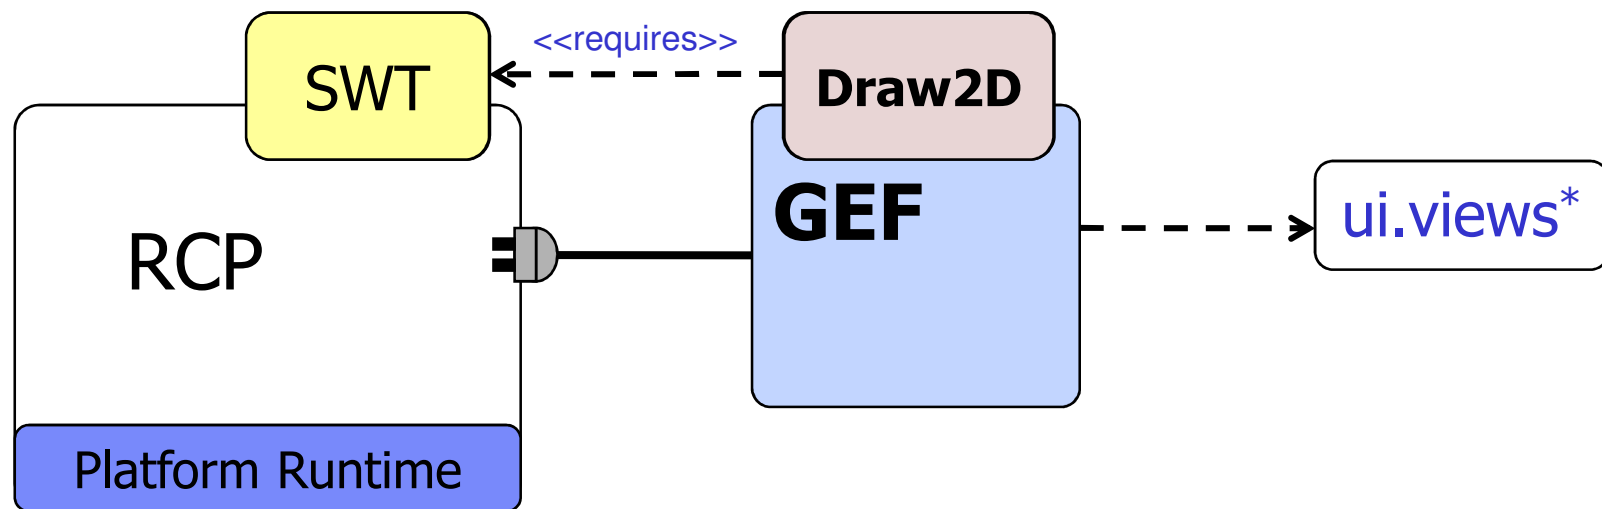 SWT
<<requires>>
Draw2D
RCP
GEF
ui.views*
Platform Runtime